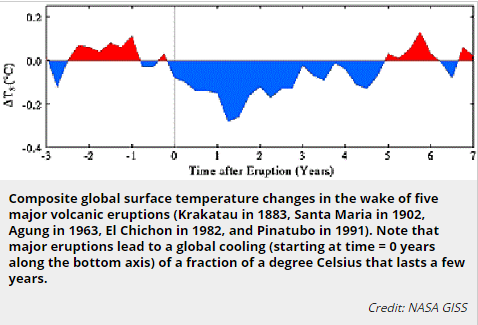 0.2
0.0
-0.2
-0.4
ΔTs(°C)
-3 -2 -1 0 1 2 3 4 5 6 7
Time after Eruption (Years)
Composite global surface temperature changes in the wake of five
major volcanic eruptions (Krakatau in 1883, Santa Maria in 1902,
Agung in 1963, El Chichon in 1982, and Pinatubo in 1991). Note that
major eruptions lead to a global cooling (starting at time = 0 years
along the bottom axis) of a fraction of a degree Celsius that lasts a few
years.
Credit: NASA GISS